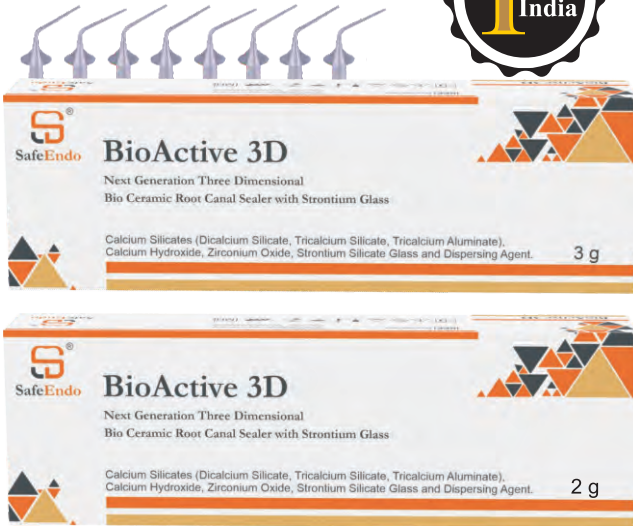 1
India
SafeEndo®
BioActive 3D
Next Generation Three Dimensional
Bio Ceramic Root Canal Sealer with Strontium Glass
Calcium Silicates (Dicalcium Silicate, Tricalcium Silicate, Tricalcium Aluminate),
Calcium Hydroxide, Zirconium Oxide, Strontium Silicate Glass and Dispersing Agent.
3 g
SafeEndo®
BioActive 3D
Next Generation Three Dimensional
Bio Ceramic Root Canal Sealer with Strontium Glass
Calcium Silicates (Dicalcium Silicate, Tricalcium Silicate, Tricalcium Aluminate),
Calcium Hydroxide, Zirconium Oxide, Strontium Silicate Glass and Dispersing Agent.
2 g